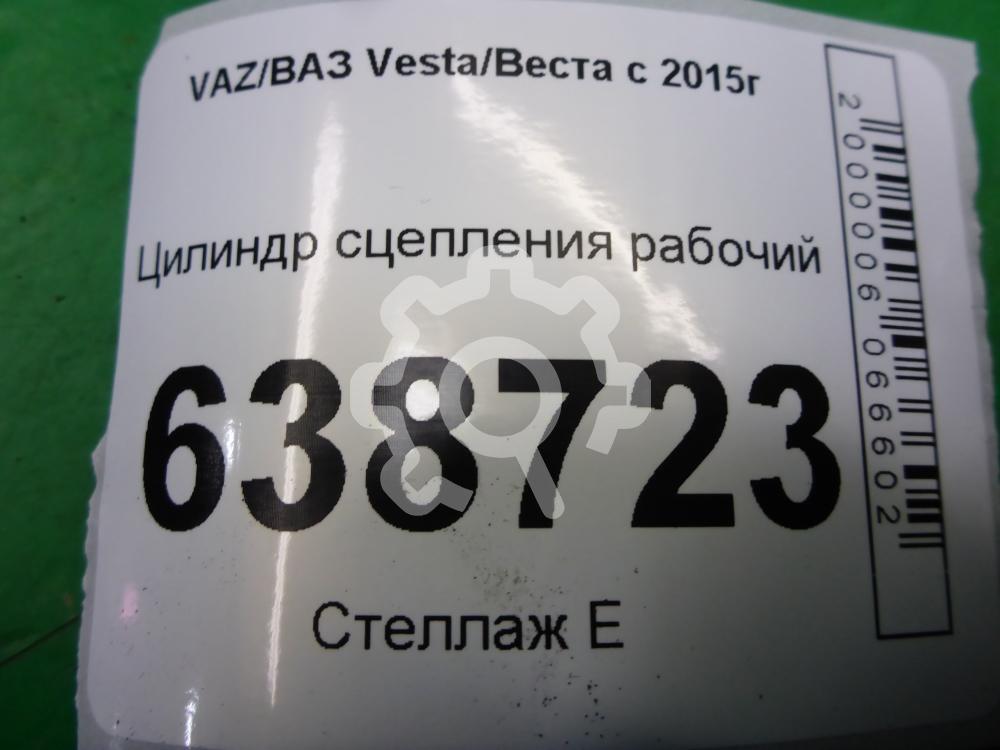 VAZ/ВАЗ Vesta/Веста с 2015г
Цилиндр сцепления рабочий
638723
Стеллаж Е
2000006066602